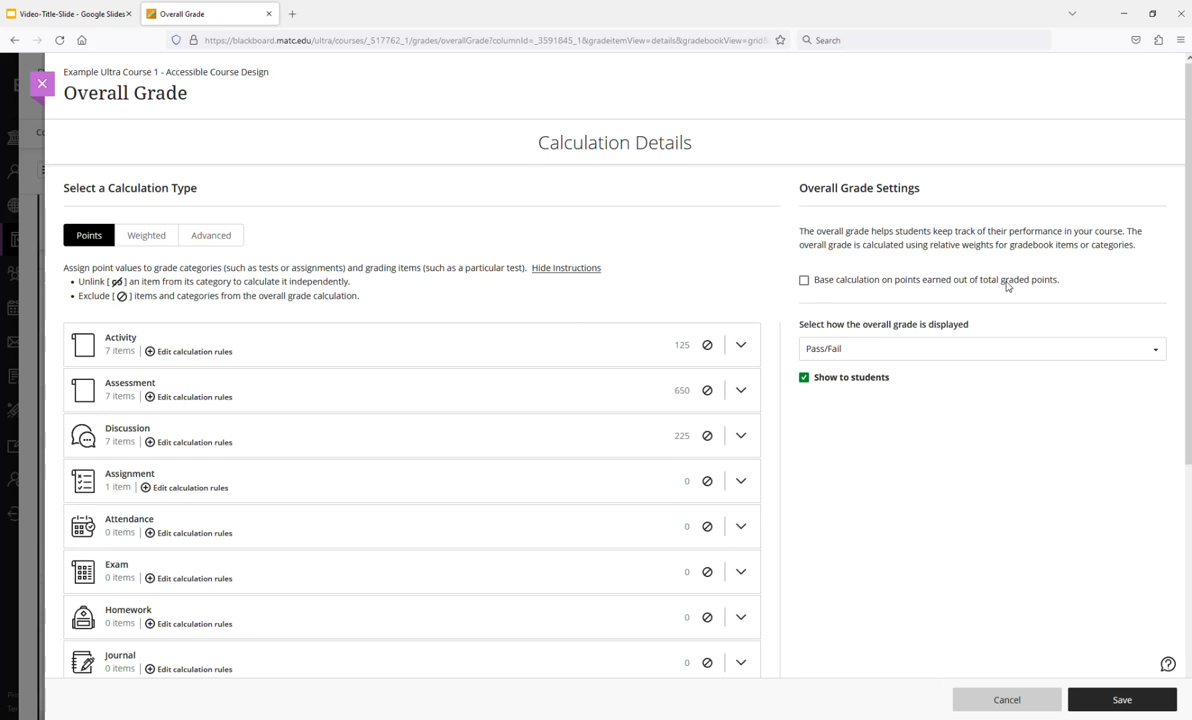 Video-Title-Slide - Google Slides
Overall Grade
https://blackboard.matc.edu/ultra/courses/_517762_1/grades/overallGrade?columnId=_3591845_1&gradeitemView=details&gradebookView=grid
Search
Example Ultra Course 1 - Accessible Course Design
Overall Grade
Calculation Details
Select a Calculation Type
Points Weighted Advanced
Assign point values to grade categories (such as tests or assignments) and grading items (such as a particular test). Hide Instructions
• Unlink [ ] an item from its category to calculate it independently.
• Exclude [ ] items and categories from the overall grade calculation.
Activity
7 items | Edit calculation rules
125
Assessment
7 items | Edit calculation rules
650
Discussion
7 items | Edit calculation rules
225
Assignment
1 item | Edit calculation rules
0
Attendance
0 items | Edit calculation rules
0
Exam
0 items | Edit calculation rules
0
Homework
0 items | Edit calculation rules
0
Journal
0 items | Edit calculation rules
0
Overall Grade Settings
The overall grade helps students keep track of their performance in your course. The
overall grade is calculated using relative weights for gradebook items or categories.
Base calculation on points earned out of total graded points.
Select how the overall grade is displayed
Pass/Fail
Show to students
Cancel
Save